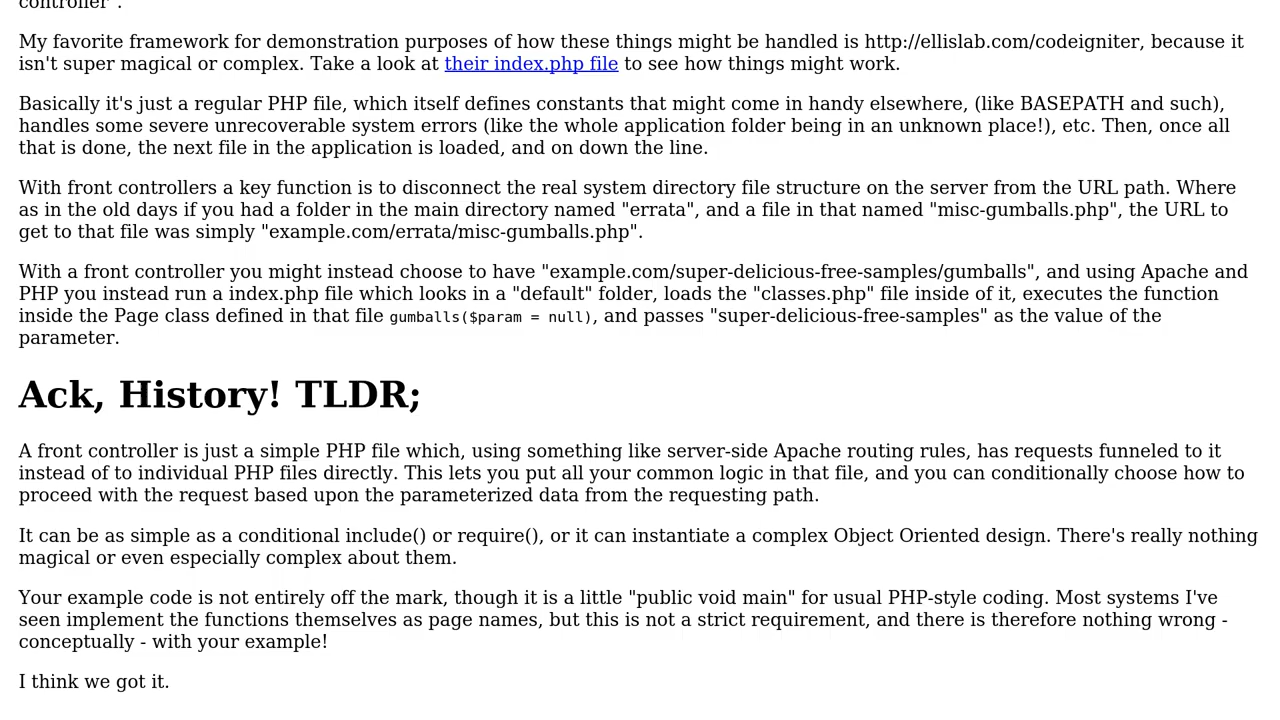 controller".
My favorite framework for demonstration purposes of how these things might be handled is http://ellislab.com/codeigniter, because it
isn't super magical or complex. Take a look at their index.php file to see how things might work.
Basically it's just a regular PHP file, which itself defines constants that might come in handy elsewhere, (like BASEPATH and such),
handles some severe unrecoverable system errors (like the whole application folder being in an unknown place!), etc. Then, once all
that is done, the next file in the application is loaded, and on down the line.
With front controllers a key function is to disconnect the real system directory file structure on the server from the URL path. Where
as in the old days if you had a folder in the main directory named "errata", and a file in that named "misc-gumballs.php", the URL to
get to that file was simply "example.com/errata/misc-gumballs.php".
With a front controller you might instead choose to have "example.com/super-delicious-free-samples/gumballs", and using Apache and
PHP you instead run a index.php file which looks in a "default" folder, loads the "classes.php" file inside of it, executes the function
inside the Page class defined in that file gumballs($param = null), and passes "super-delicious-free-samples" as the value of the
parameter.
Ack, History! TLDR;
A front controller is just a simple PHP file which, using something like server-side Apache routing rules, has requests funneled to it
instead of to individual PHP files directly. This lets you put all your common logic in that file, and you can conditionally choose how to
proceed with the request based upon the parameterized data from the requesting path.
It can be as simple as a conditional include() or require(), or it can instantiate a complex Object Oriented design. There's really nothing
magical or even especially complex about them.
Your example code is not entirely off the mark, though it is a little "public void main" for usual PHP-style coding. Most systems I've
seen implement the functions themselves as page names, but this is not a strict requirement, and there is therefore nothing wrong -
conceptually - with your example!
I think we got it.